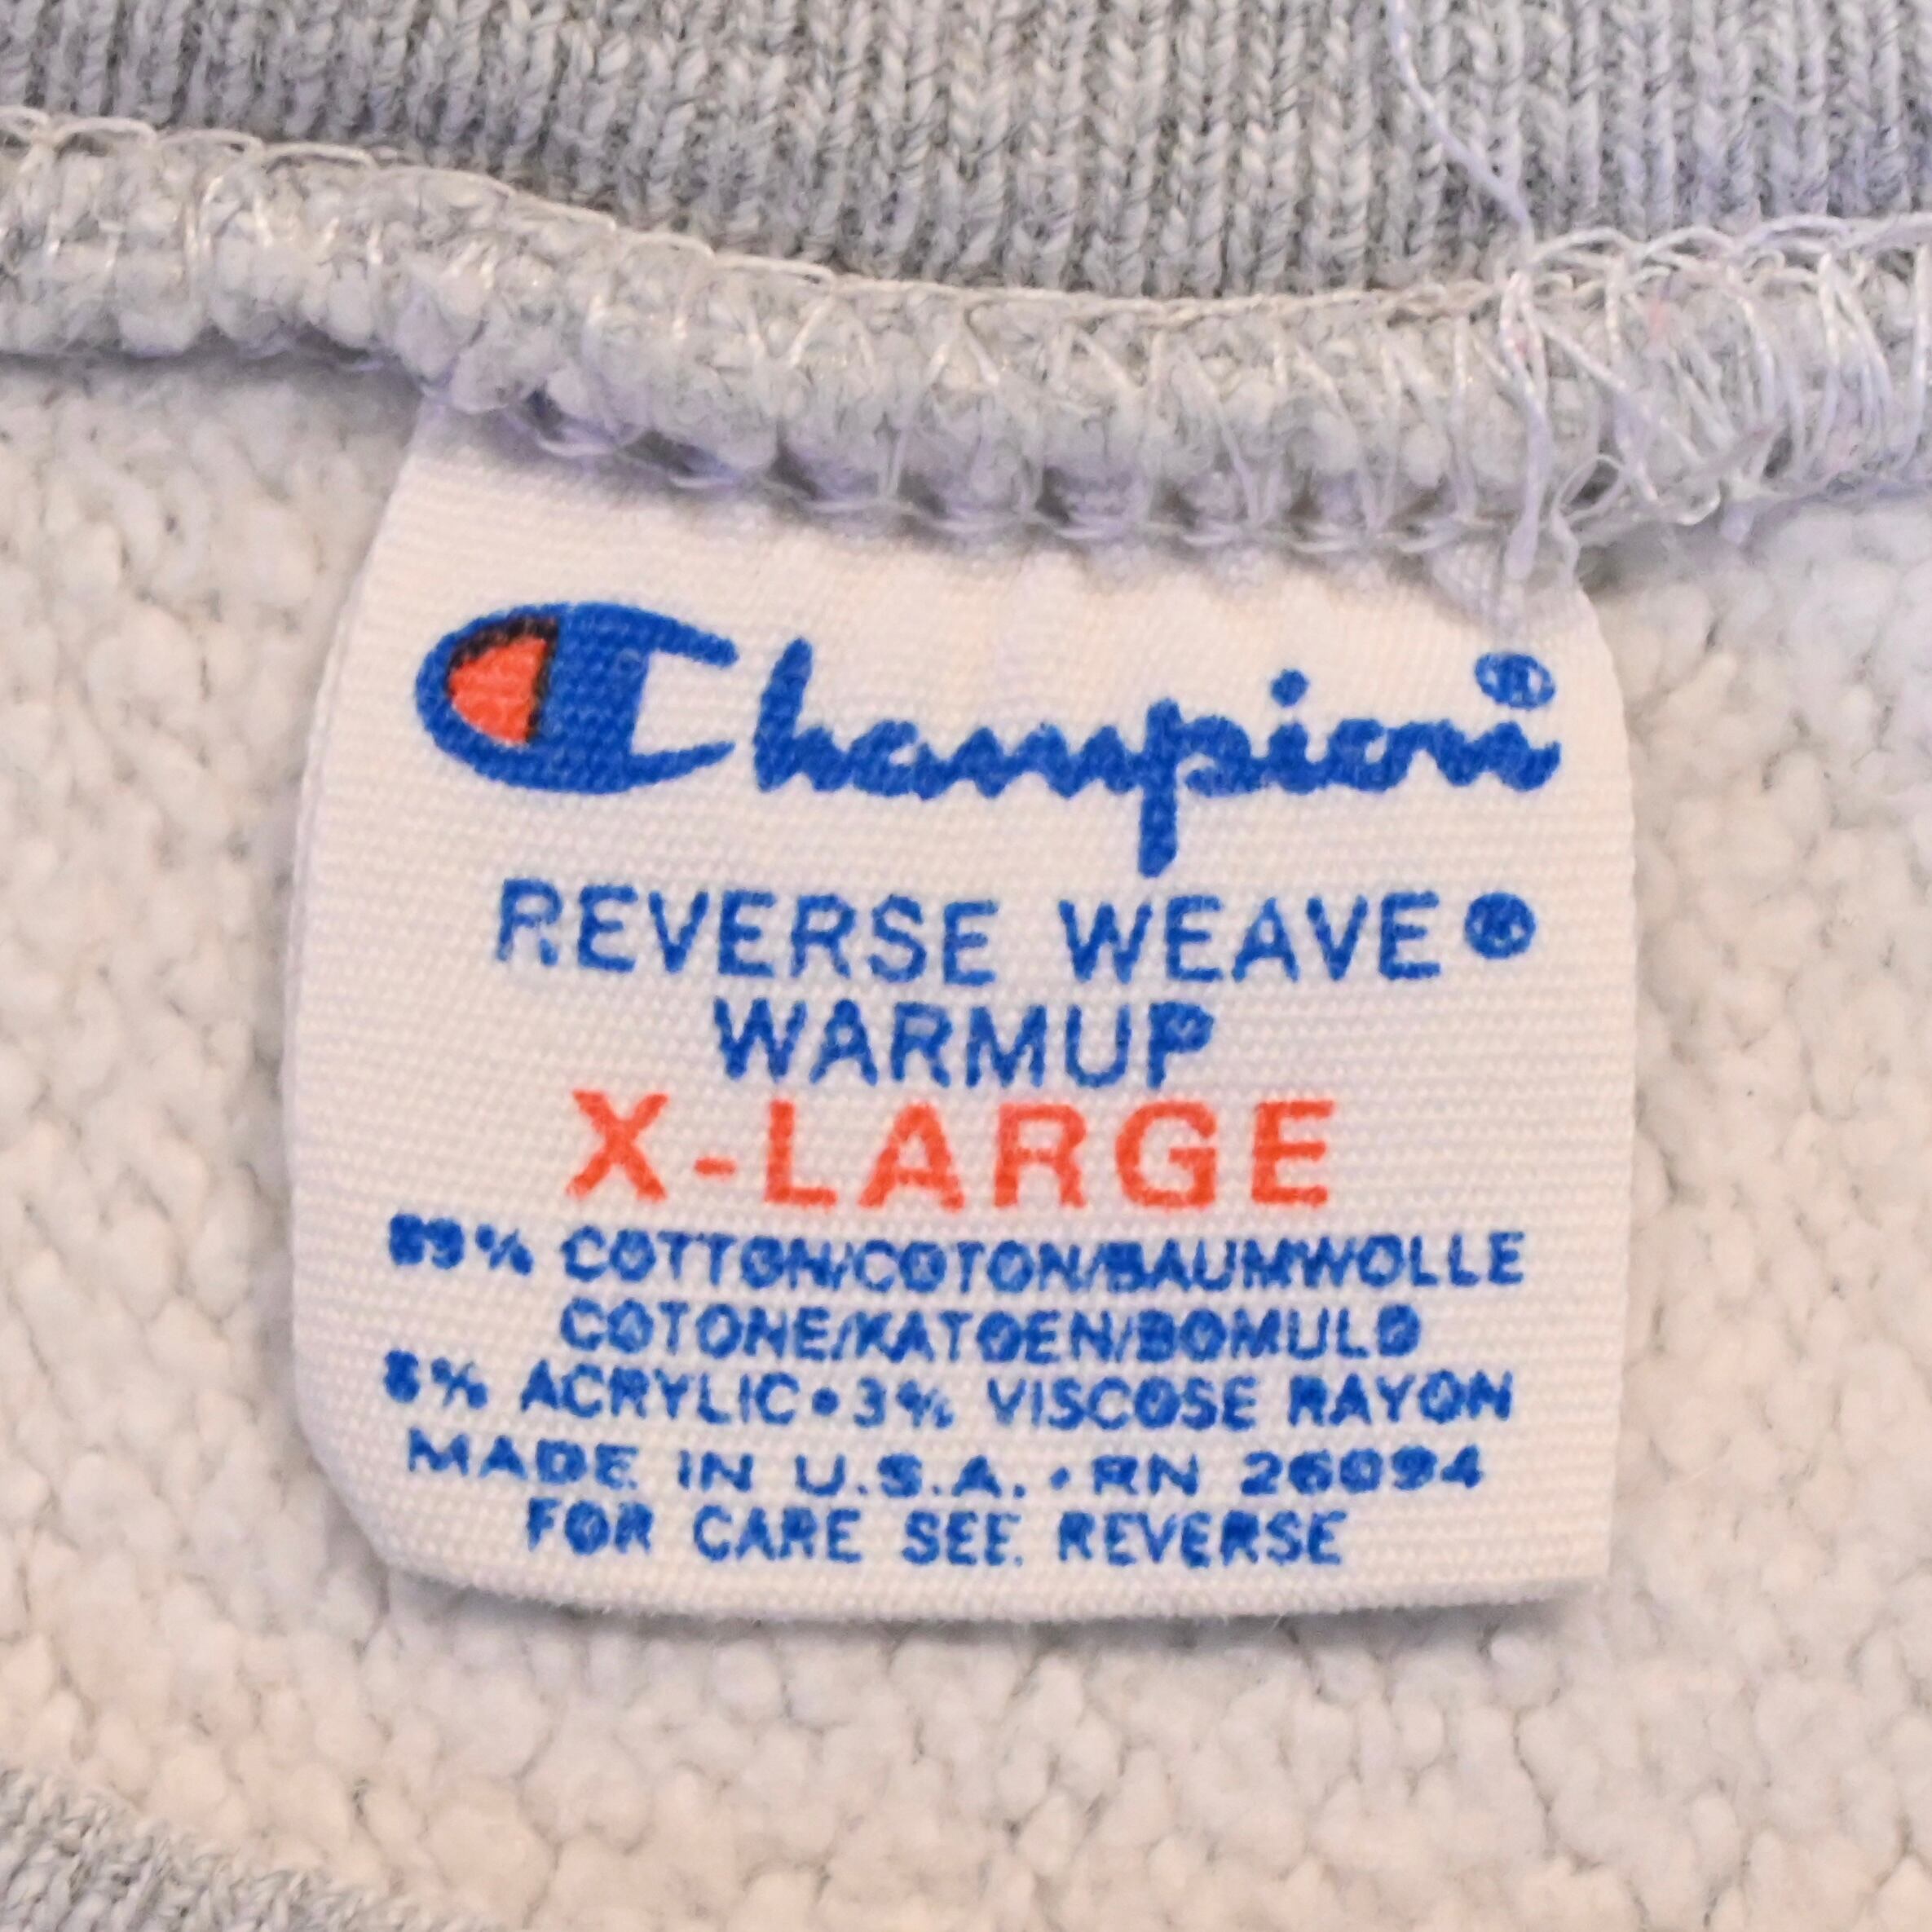 Champion®
REVERSE WEAVE®
WARMUP
X-LARGE
89% COTTON/COTON/BAUMWOLLE
COTONE/KATOEN/BOMULD
8% ACRYLIC•3% VISCOSE RAYON
MADE IN U.S.A. • RN 26094
FOR CARE SEE REVERSE